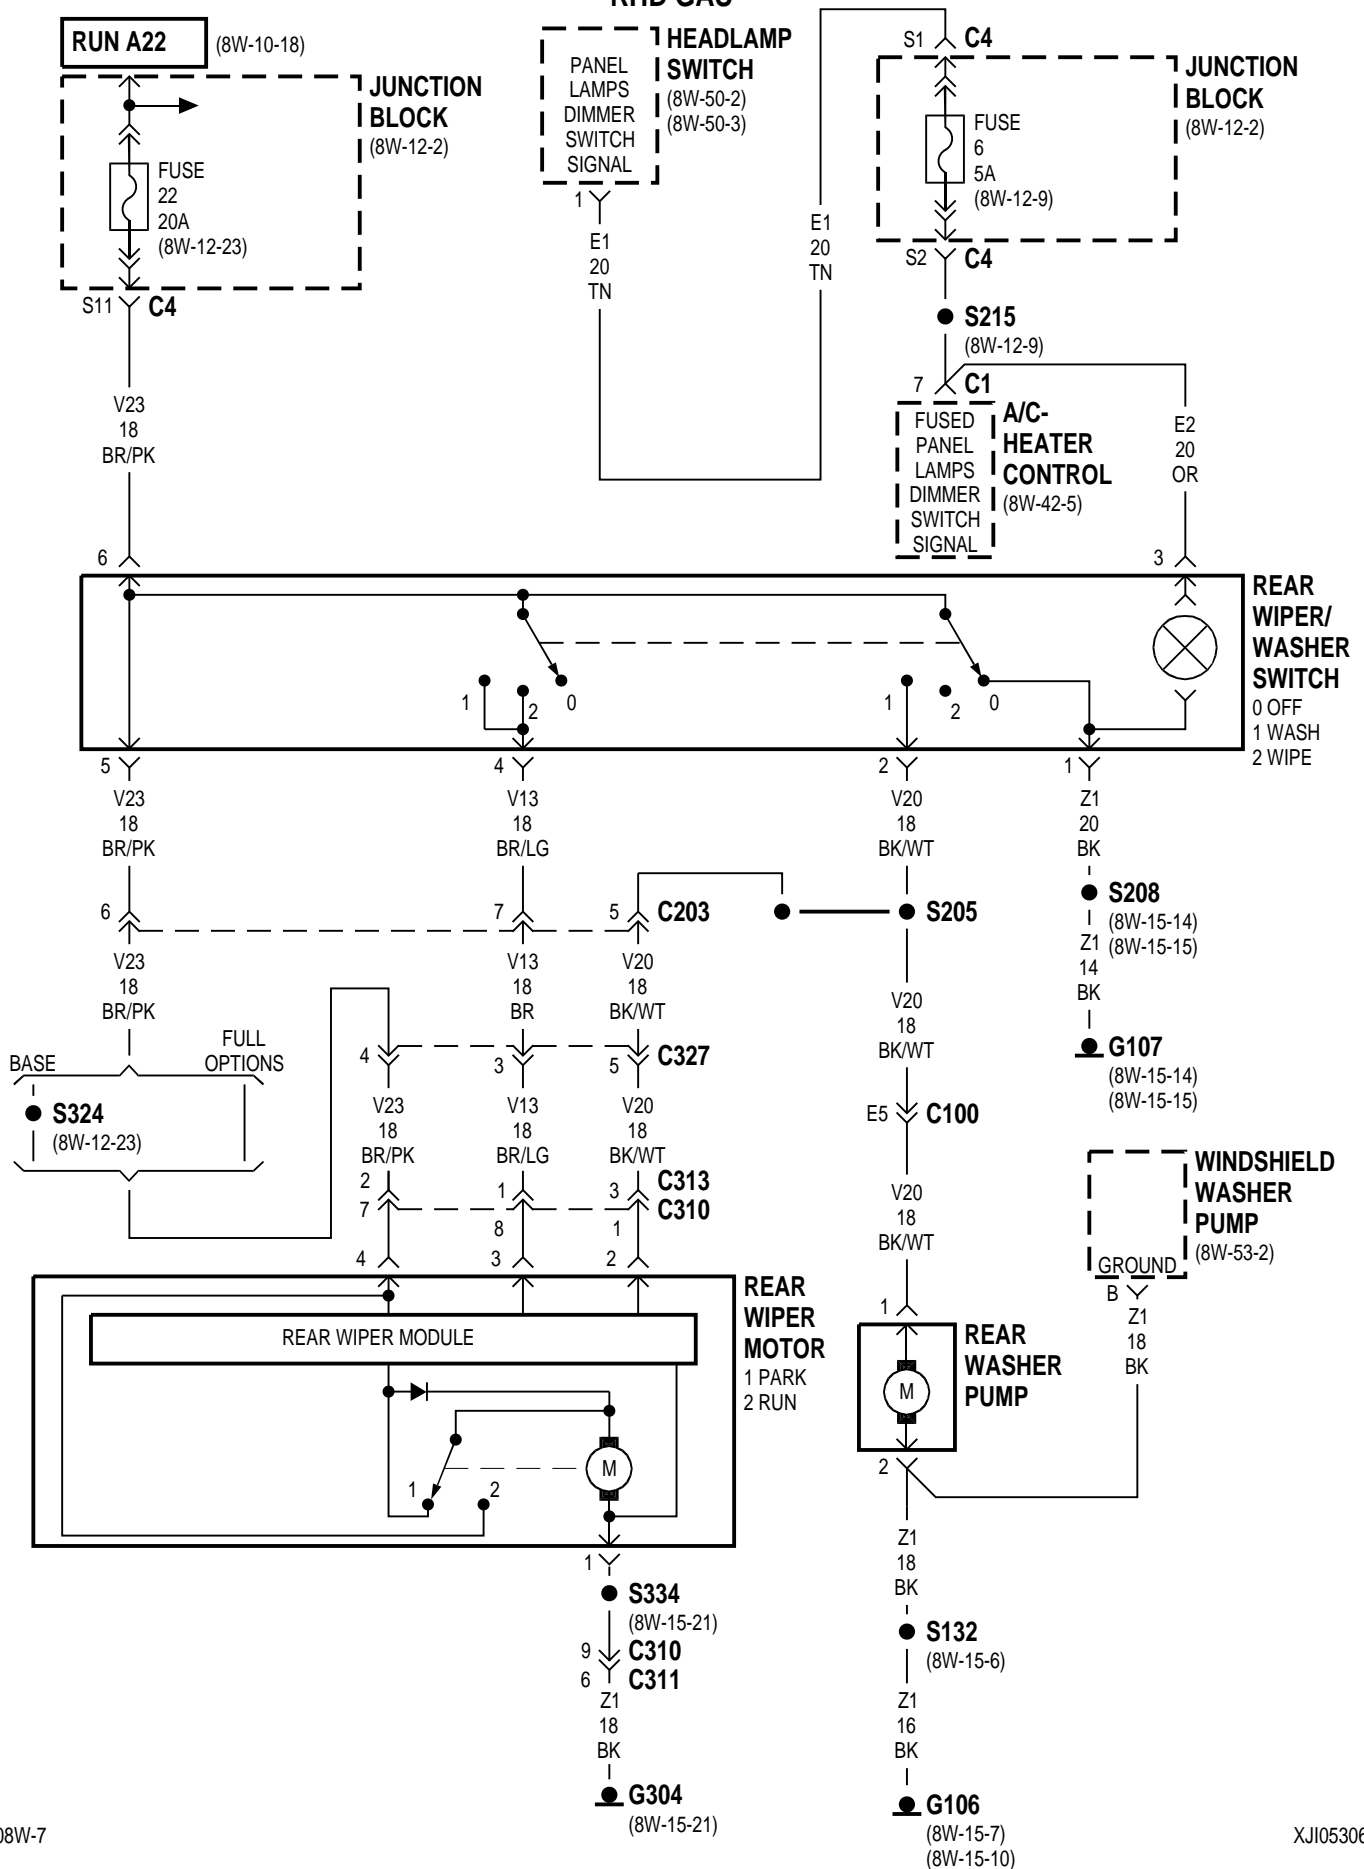 RUN A22
(8W-10-18)
JUNCTION
BLOCK
(8W-12-2)
FUSE
22
20A
(8W-12-23)
S11
C4
V23
18
BR/PK
6
PANEL
LAMPS
DIMMER
SWITCH
SIGNAL
HEADLAMP
SWITCH
(8W-50-2)
(8W-50-3)
1
E1
20
TN
E1
20
TN
S1
C4
JUNCTION
BLOCK
(8W-12-2)
FUSE
6
5A
(8W-12-9)
S2
C4
S215
(8W-12-9)
7
C1
FUSED
PANEL
LAMPS
DIMMER
SWITCH
SIGNAL
A/C-
HEATER
CONTROL
(8W-42-5)
E2
20
OR
3
REAR
WIPER/
WASHER
SWITCH
0 OFF
1 WASH
2 WIPE
1
2
0
1
2
0
5
4
2
1
V23
18
BR/PK
V13
18
BR/LG
V20
18
BK/WT
Z1
20
BK
6
7
5
C203
S205
S208
(8W-15-14)
(8W-15-15)
V23
18
BR/PK
V13
18
BR
V20
18
BK/WT
V20
18
BK/WT
Z1
14
BK
G107
(8W-15-14)
(8W-15-15)
BASE
FULL
OPTIONS
S324
(8W-12-23)
4
3
5
C327
V23
18
BR/PK
V13
18
BR/LG
V20
18
BK/WT
E5
C100
2
1
3
C313
7
8
1
C310
4
3
2
V20
18
BK/WT
WINDSHIELD
WASHER
PUMP
(8W-53-2)
GROUND
B
Z1
18
BK
REAR WIPER MODULE
REAR
WIPER
MOTOR
1 PARK
2 RUN
1
2
M
1
REAR
WASHER
PUMP
M
2
1
S334
(8W-15-21)
9
C310
6
C311
Z1
18
BK
G304
(8W-15-21)
Z1
18
BK
S132
(8W-15-6)
Z1
16
BK
G106
(8W-15-7)
(8W-15-10)
08W-7
XJI05306